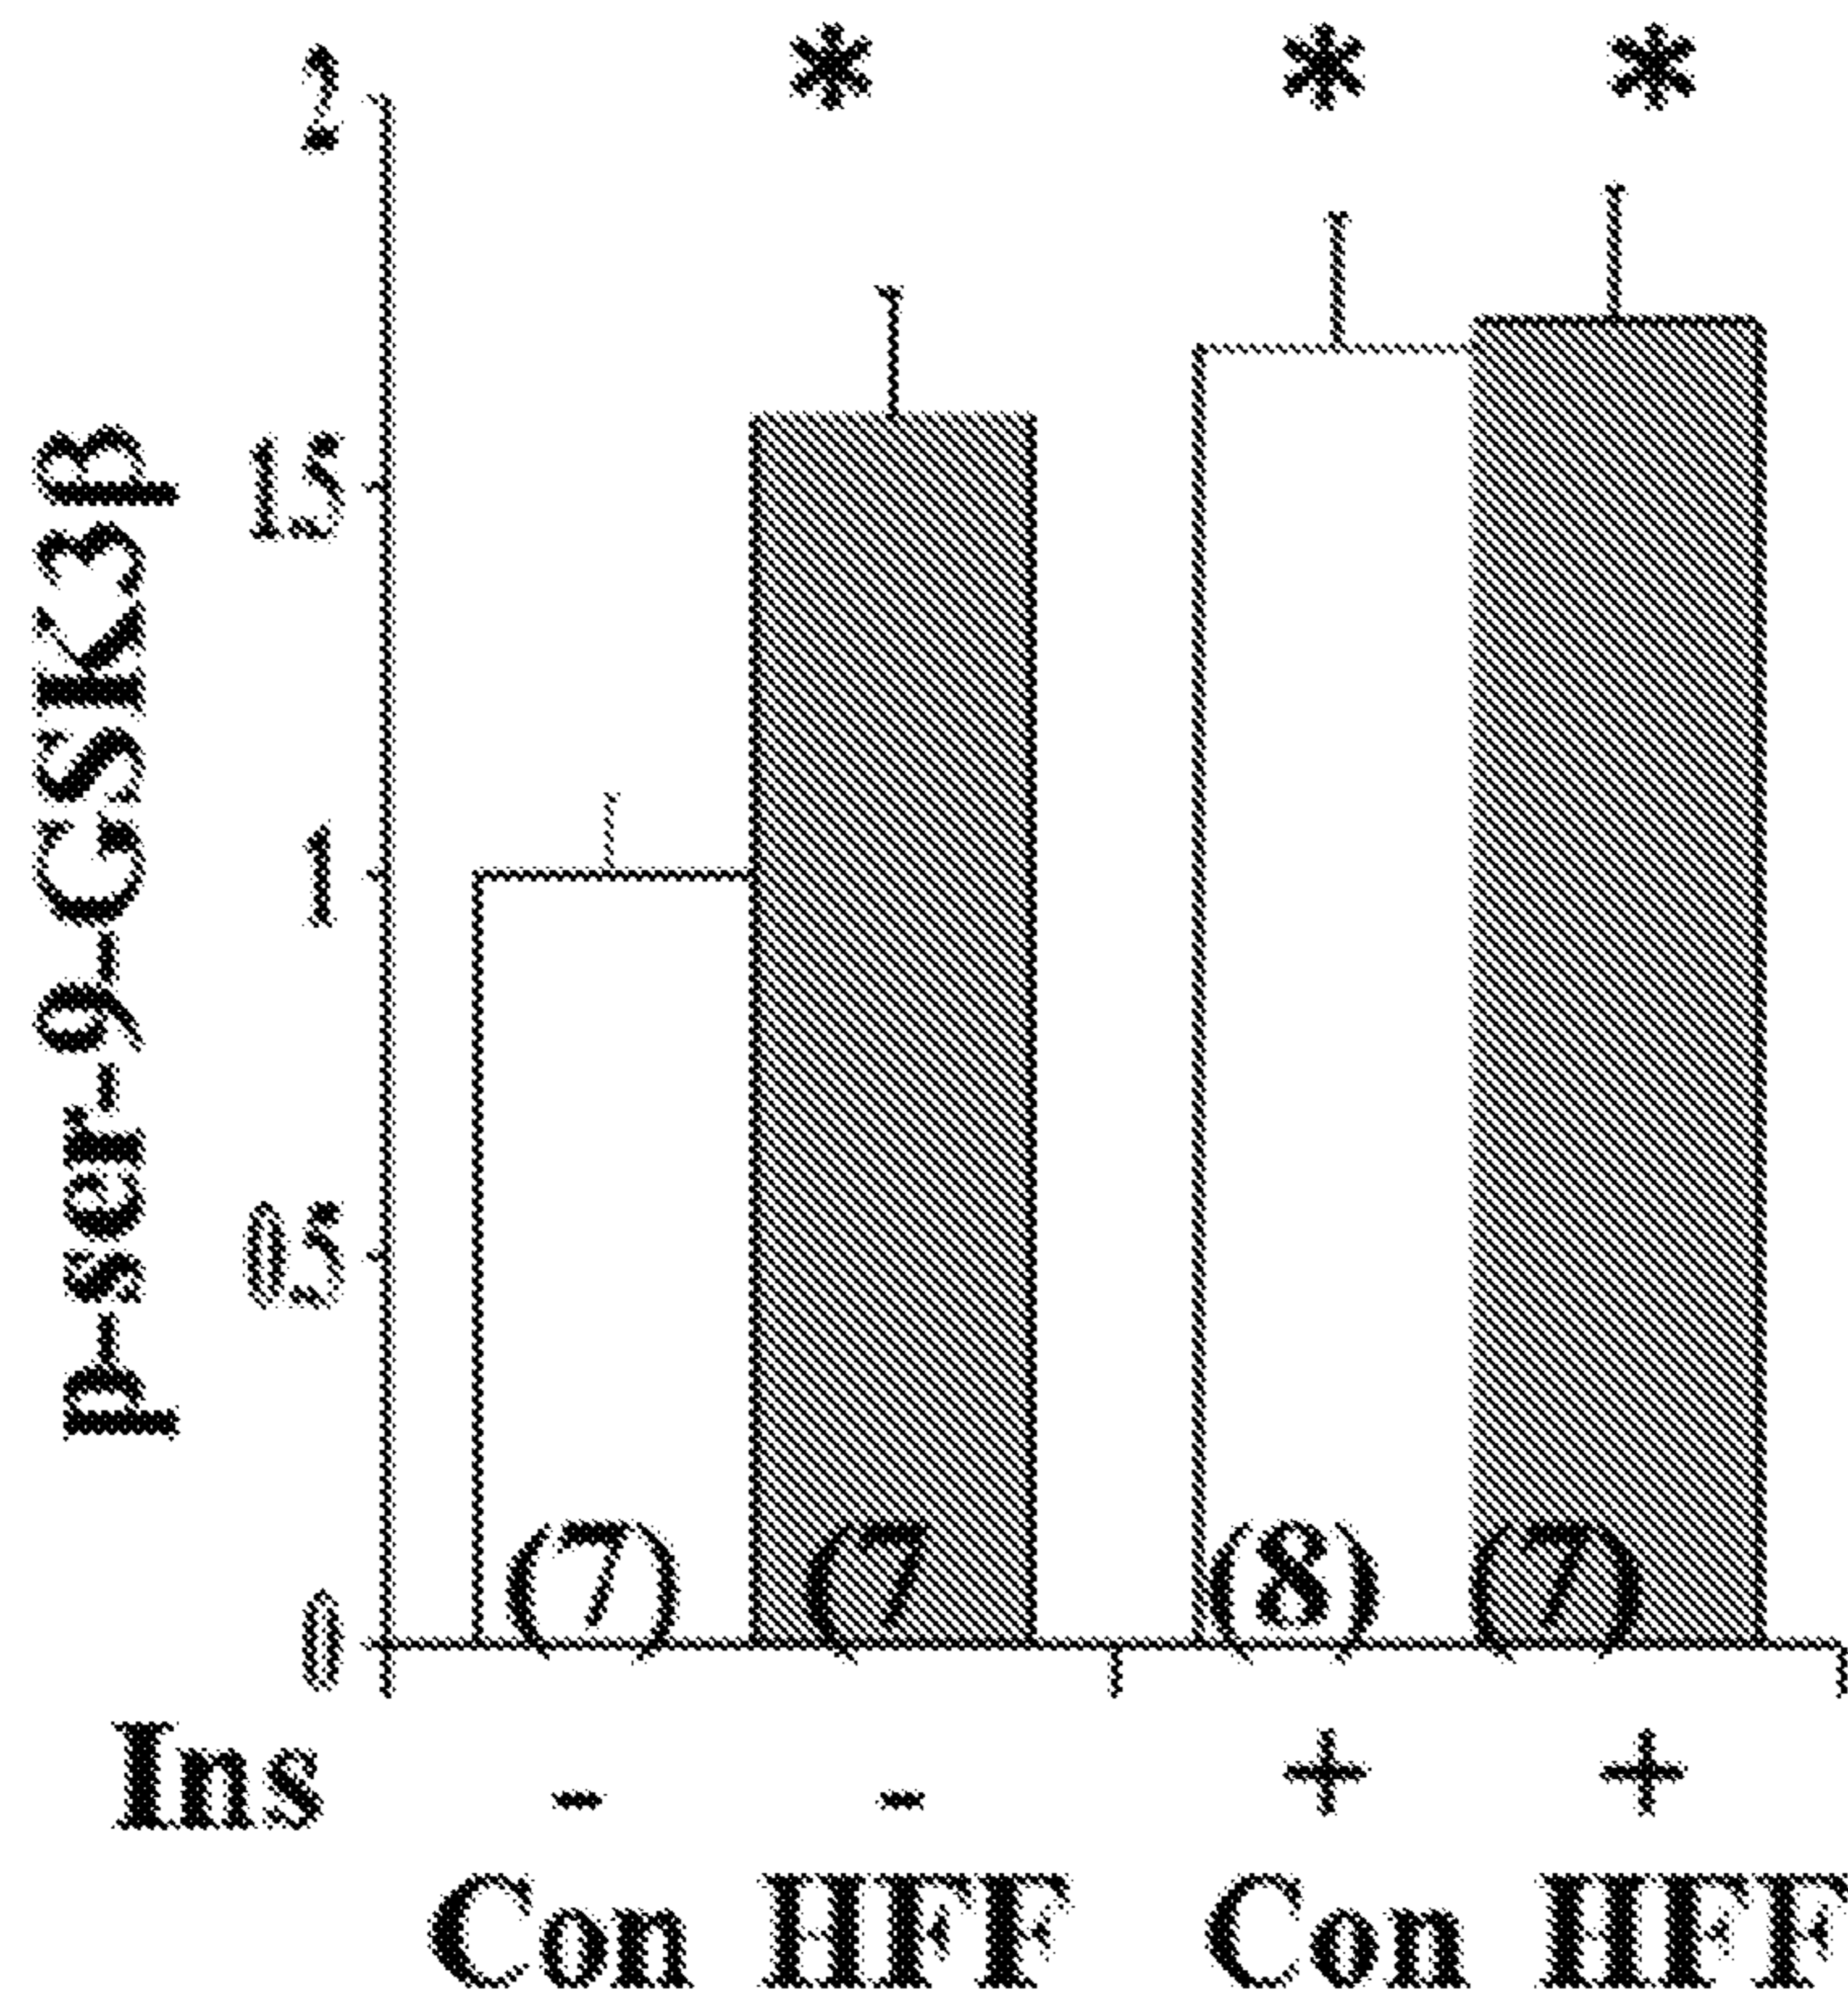 * * *
p-ser-9-GSK3β
2
1.5
1
0.5
0
(7) (7 (8) (7)
Ins - - + +
Con HFF Con HFF